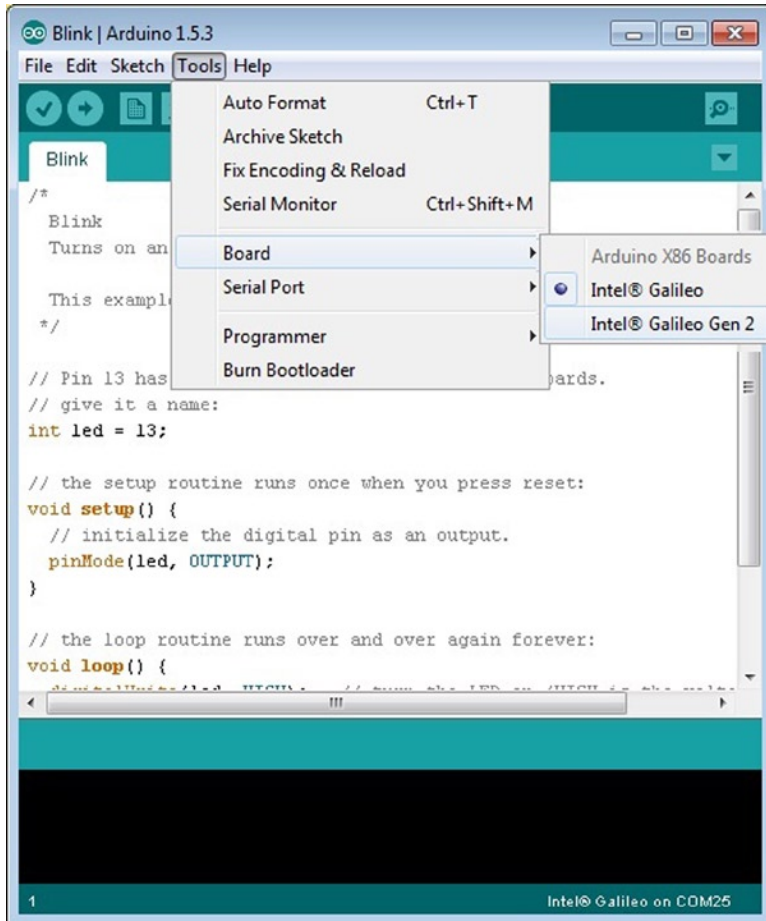 Blink | Arduino 1.5.3
File Edit Sketch Tools Help
Auto Format Ctrl+T
Archive Sketch
Fix Encoding & Reload
Serial Monitor Ctrl+Shift+M
Board
Serial Port
Programmer
Burn Bootloader
Arduino X86 Boards
Intel® Galileo
Intel® Galileo Gen 2
Blink
/*
Blink
Turns on an
This example
*/
// Pin 13 has
// give it a name:
int led = 13;
// the setup routine runs once when you press reset:
void setup() {
// initialize the digital pin as an output.
pinMode(led, OUTPUT);
}
// the loop routine runs over and over again forever:
void loop() {
1
Intel® Galileo on COM25